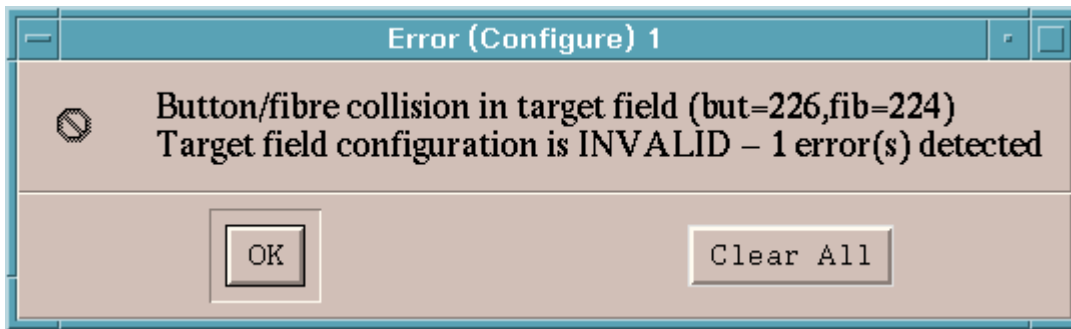 Error (Configure) 1
Button/fibre collision in target field (but=226,fib=224)
Target field configuration is INVALID – 1 error(s) detected
OK
Clear All